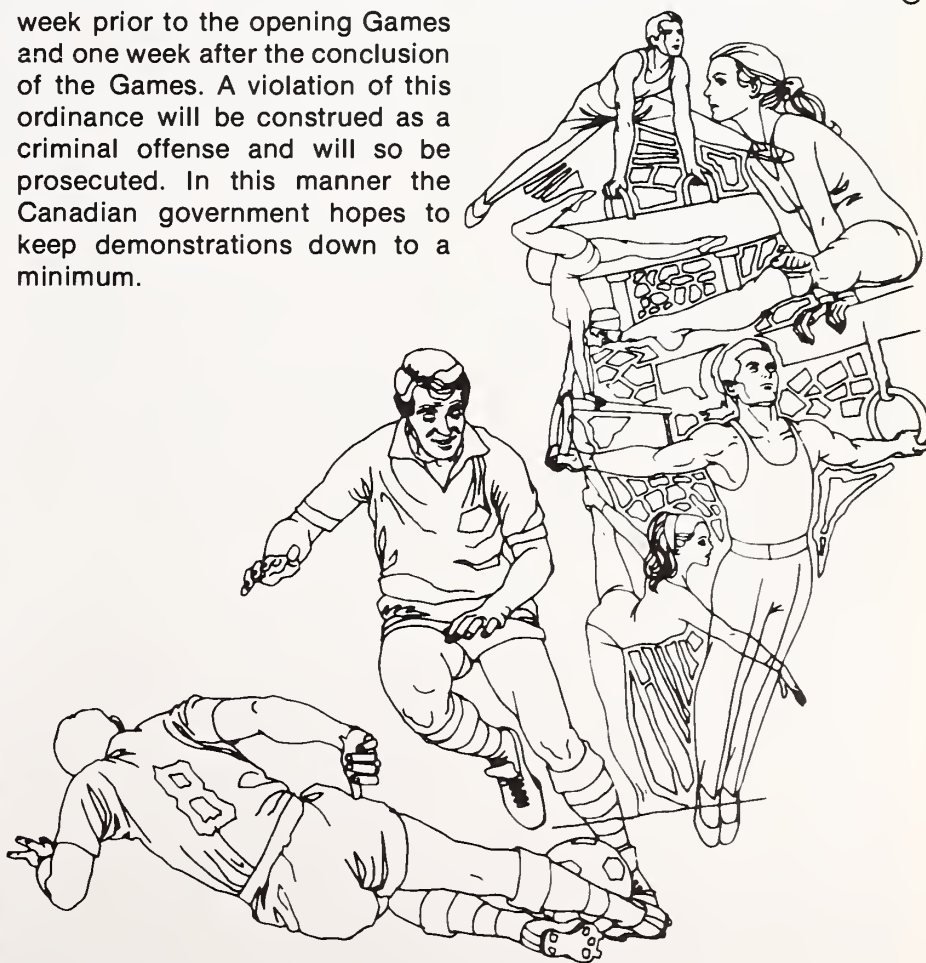 week prior to the opening Games
and one week after the conclusion
of the Games. A violation of this
ordinance will be construed as a
criminal offense and will so be
prosecuted. In this manner the
Canadian government hopes to
keep demonstrations down to a
minimum.
8